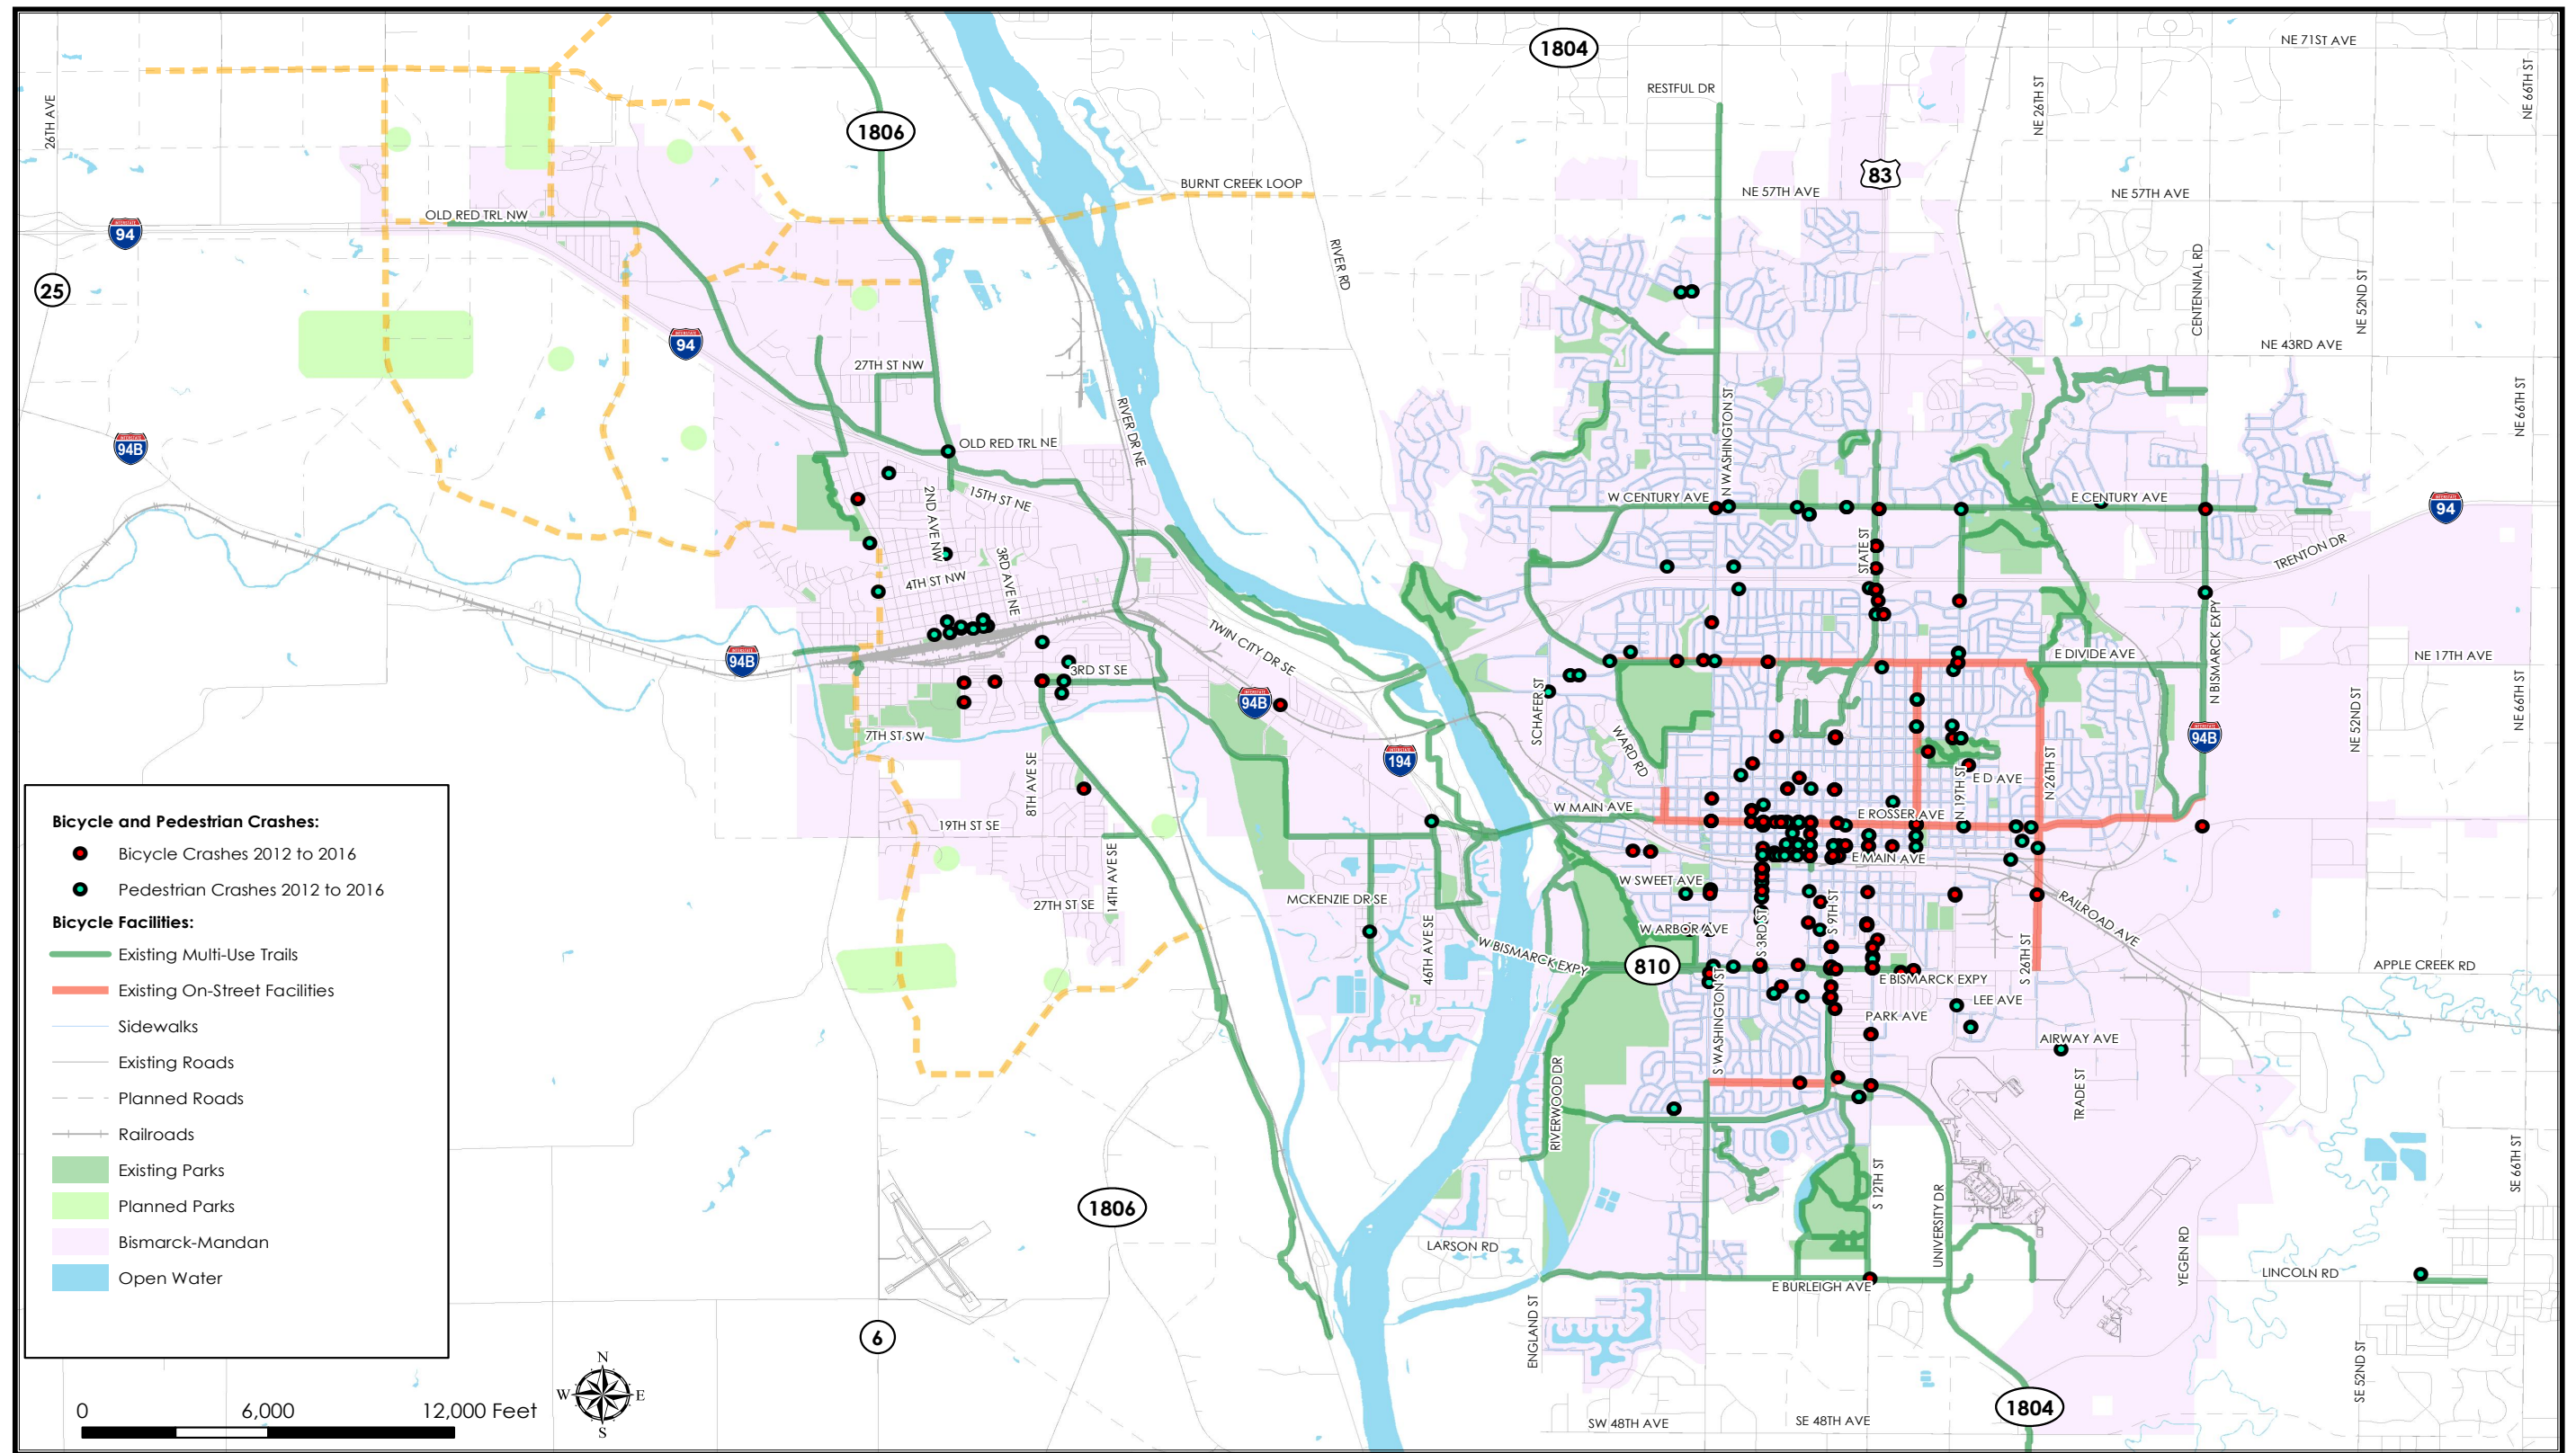 1804
NE 71ST AVE
RESTFUL DR
NE 66TH ST
26TH AVE
NE 26TH ST
1806
83
BURNT CREEK LOOP
NE 57TH AVE
NE 57TH AVE
OLD RED TRL NW
INTERSTATE
94
RIVER RD
CENTENNIAL RD
NE 52ND ST
25
INTERSTATE
94
NE 43RD AVE
27TH ST NW
RIVER DR NE
N WASHINGTON ST
NE 66TH ST
INTERSTATE
94B
OLD RED TRL NE
15TH ST NE
2ND AVE NW
W CENTURY AVE
E CENTURY AVE
INTERSTATE
94
STATE ST
TRENTON DR
3RD AVE NE
4TH ST NW
TWIN CITY DR SE
N BISMARCK EXPY
INTERSTATE
94B
3RD ST SE
E DIVIDE AVE
NE 17TH AVE
INTERSTATE
94B
SCHAFER ST
NE 52ND ST
NE 66TH ST
7TH ST SW
WARD RD
INTERSTATE
94B
INTERSTATE
194
8TH AVE SE
N 19TH ST
E D AVE
N 26TH ST
W MAIN AVE
E ROSSER AVE
19TH ST SE
E MAIN AVE
14TH AVE SE
27TH ST SE
MCKENZIE DR SE
W SWEET AVE
RAILROAD AVE
46TH AVE SE
W BISMARCK EXPY
W ARBOR AVE
S 3RD ST
S 9TH ST
S 26TH ST
810
APPLE CREEK RD
E BISMARCK EXPY
S WASHINGTON ST
LEE AVE
PARK AVE
AIRWAY AVE
TRADE ST
RIVERWOOD DR
S 12TH ST
UNIVERSITY DR
SE 66TH ST
1806
LARSON RD
YEGEN RD
LINCOLN RD
E BURLEIGH AVE
ENGLAND ST
6
SE 52ND ST
1804
SW 48TH AVE
SE 48TH AVE
Bicycle and Pedestrian Crashes:
Bicycle Crashes 2012 to 2016
Pedestrian Crashes 2012 to 2016
Bicycle Facilities:
Existing Multi-Use Trails
Existing On-Street Facilities
Sidewalks
Existing Roads
Planned Roads
Railroads
Existing Parks
Planned Parks
Bismarck-Mandan
Open Water
N
W E
S
0 6,000 12,000 Feet